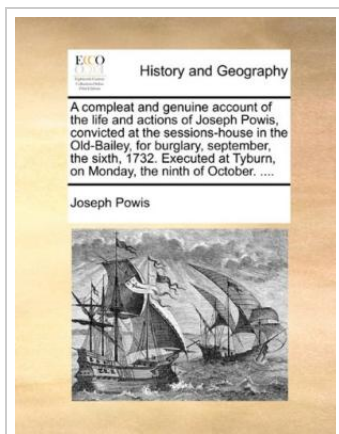 ECCO
History and Geography
A compleat and genuine account of
the life and actions of Joseph Powis,
convicted at the sessions-house in the
Old-Bailey, for burglary, september,
the sixth, 1732. Executed at Tyburn,
on Monday, the ninth of October. ....
Joseph Powis